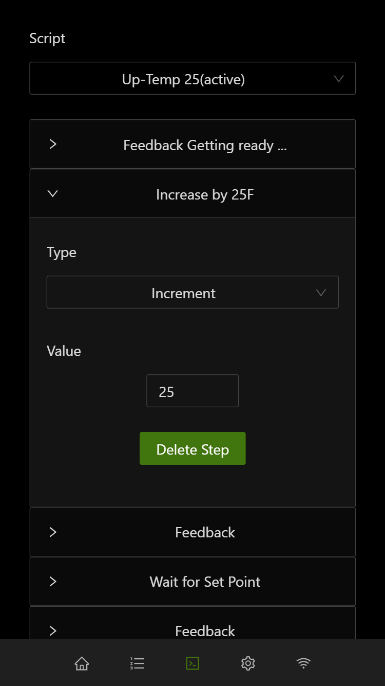 Script
Up-Temp 25(active)
Feedback Getting ready ...
Increase by 25F
Type
Increment
Value
25
Delete Step
Feedback
Wait for Set Point
Feedback